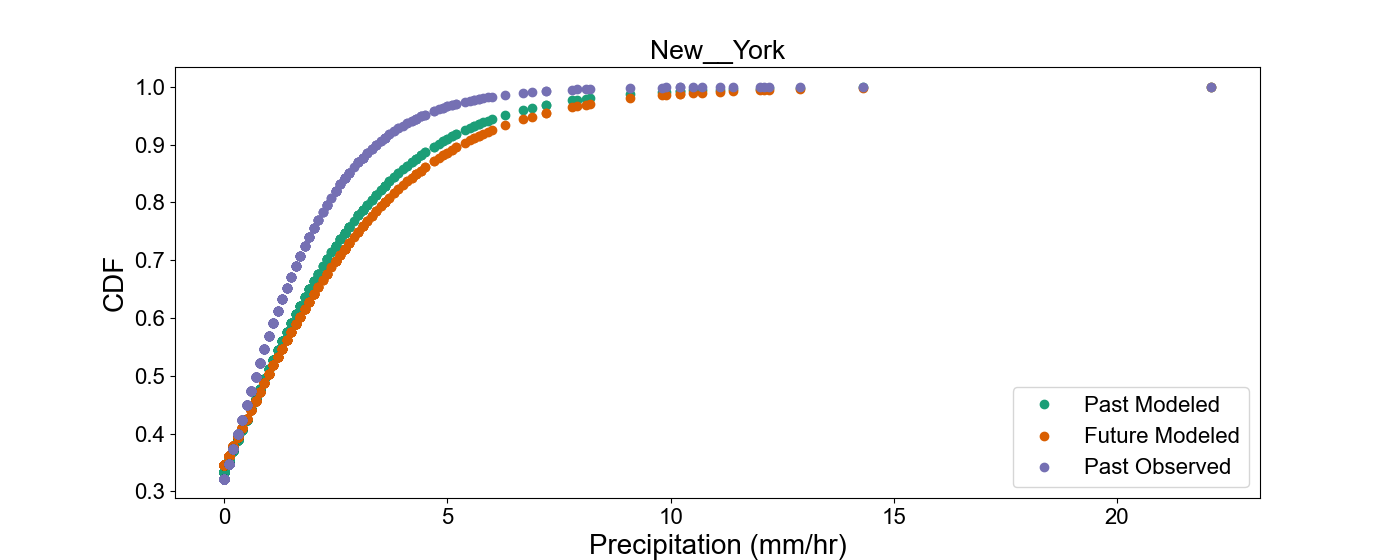 New__York
CDF
1.0
0.9
0.8
0.7
0.6
0.5
0.4
0.3
Past Modeled
Future Modeled
Past Observed
0 5 10 15 20
Precipitation (mm/hr)